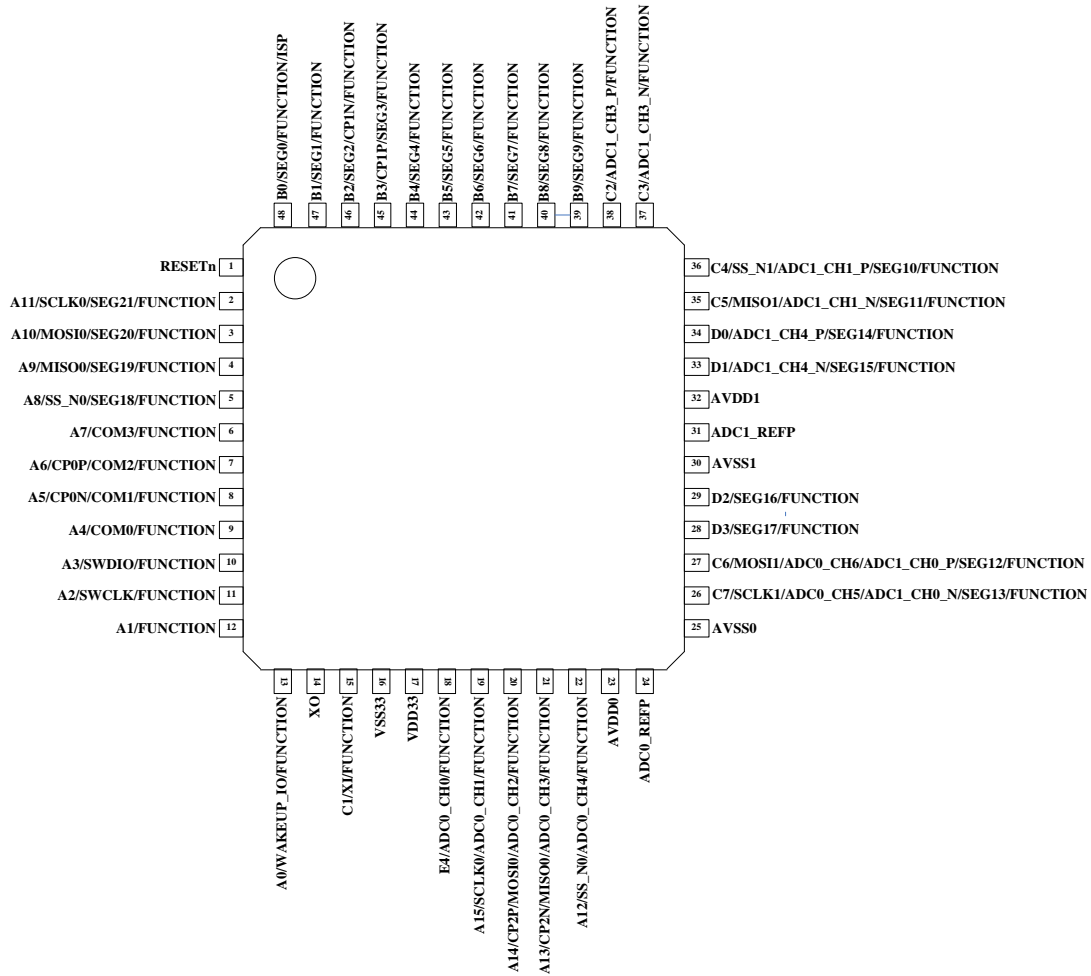 B0/SEG0/FUNCTION/ISP
B1/SEG1/FUNCTION
B2/SEG2/CP1N/FUNCTION
B3/CP1P/SEG3/FUNCTION
B4/SEG4/FUNCTION
B5/SEG5/FUNCTION
B6/SEG6/FUNCTION
B7/SEG7/FUNCTION
B8/SEG8/FUNCTION
B9/SEG9/FUNCTION
C2/ADC1_CH3_P/FUNCTION
C3/ADC1_CH3_N/FUNCTION
48 47 46 45 44 43 42 41 40 39 38 37
RESETn 1
A11/SCLK0/SEG21/FUNCTION 2
A10/MOSI0/SEG20/FUNCTION 3
A9/MISO0/SEG19/FUNCTION 4
A8/SS_N0/SEG18/FUNCTION 5
A7/COM3/FUNCTION 6
A6/CP0P/COM2/FUNCTION 7
A5/CP0N/COM1/FUNCTION 8
A4/COM0/FUNCTION 9
A3/SWDIO/FUNCTION 10
A2/SWCLK/FUNCTION 11
A1/FUNCTION 12
36 C4/SS_N1/ADC1_CH1_P/SEG10/FUNCTION
35 C5/MISO1/ADC1_CH1_N/SEG11/FUNCTION
34 D0/ADC1_CH4_P/SEG14/FUNCTION
33 D1/ADC1_CH4_N/SEG15/FUNCTION
32 AVDD1
31 ADC1_REFP
30 AVSS1
29 D2/SEG16/FUNCTION
28 D3/SEG17/FUNCTION
27 C6/MOSI1/ADC0_CH6/ADC1_CH0_P/SEG12/FUNCTION
26 C7/SCLK1/ADC0_CH5/ADC1_CH0_N/SEG13/FUNCTION
25 AVSS0
13 14 15 16 17 18 19 20 21 22 23 24
A0/WAKEUP_IO/FUNCTION
XO
C1/XI/FUNCTION
VSS33
VDD33
E4/ADC0_CH0/FUNCTION
A15/SCLK0/ADC0_CH1/FUNCTION
A14/CP2P/MOSI0/ADC0_CH2/FUNCTION
A13/CP2N/MISO0/ADC0_CH3/FUNCTION
A12/SS_N0/ADC0_CH4/FUNCTION
AVDD0
ADC0_REFP